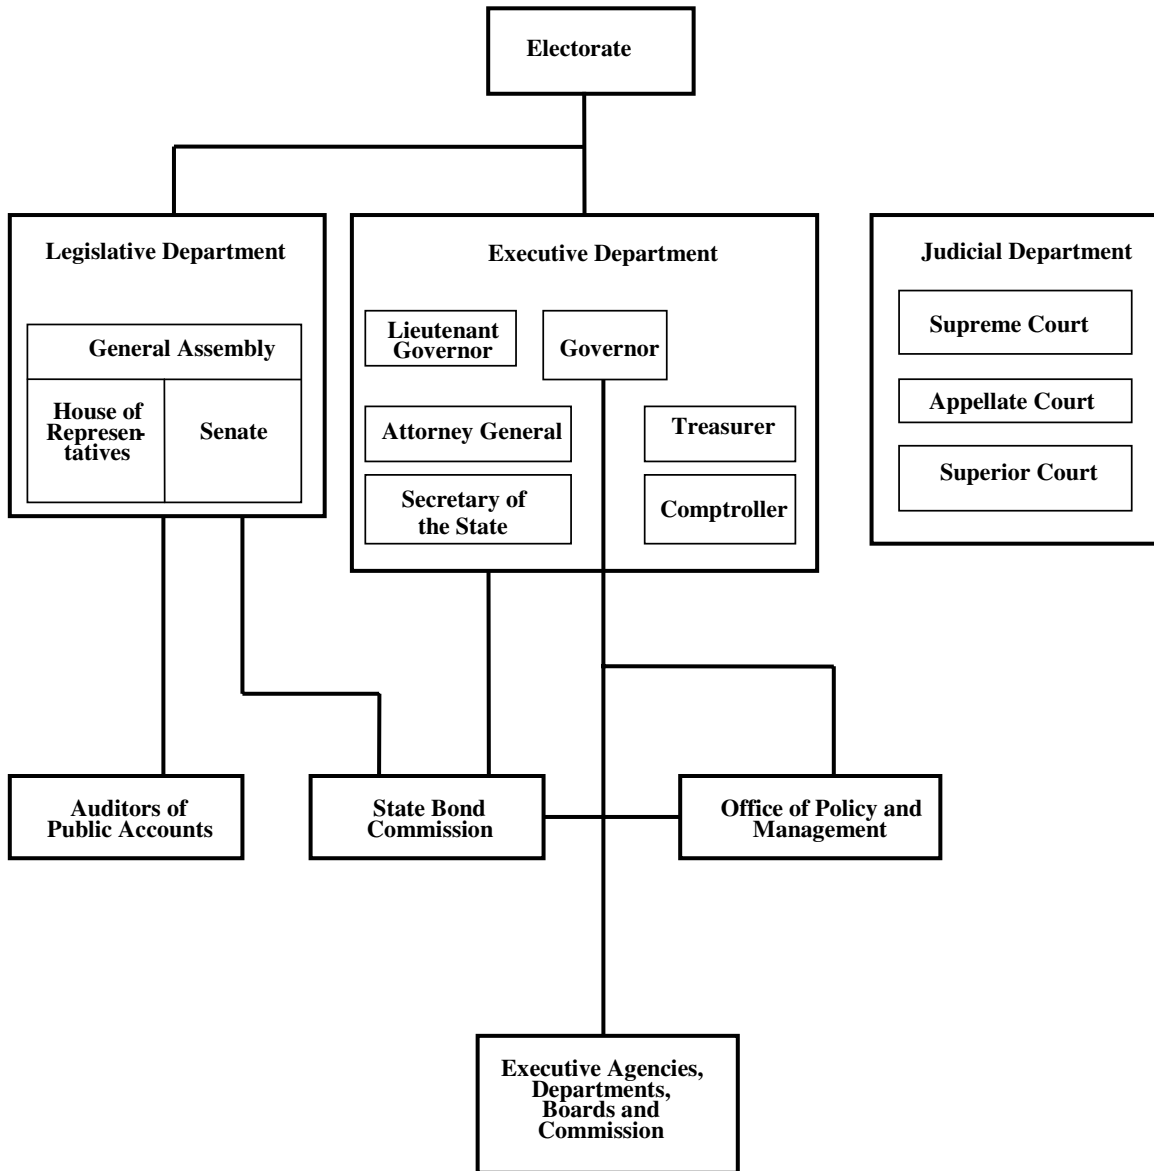 Electorate
Legislative Department
General Assembly
House of
Represen-
tatives
Senate
Executive Department
Lieutenant
Governor
Governor
Attorney General
Treasurer
Secretary of
the State
Comptroller
Judicial Department
Supreme Court
Appellate Court
Superior Court
Auditors of
Public Accounts
State Bond
Commission
Office of Policy and
Management
Executive Agencies,
Departments,
Boards and
Commission